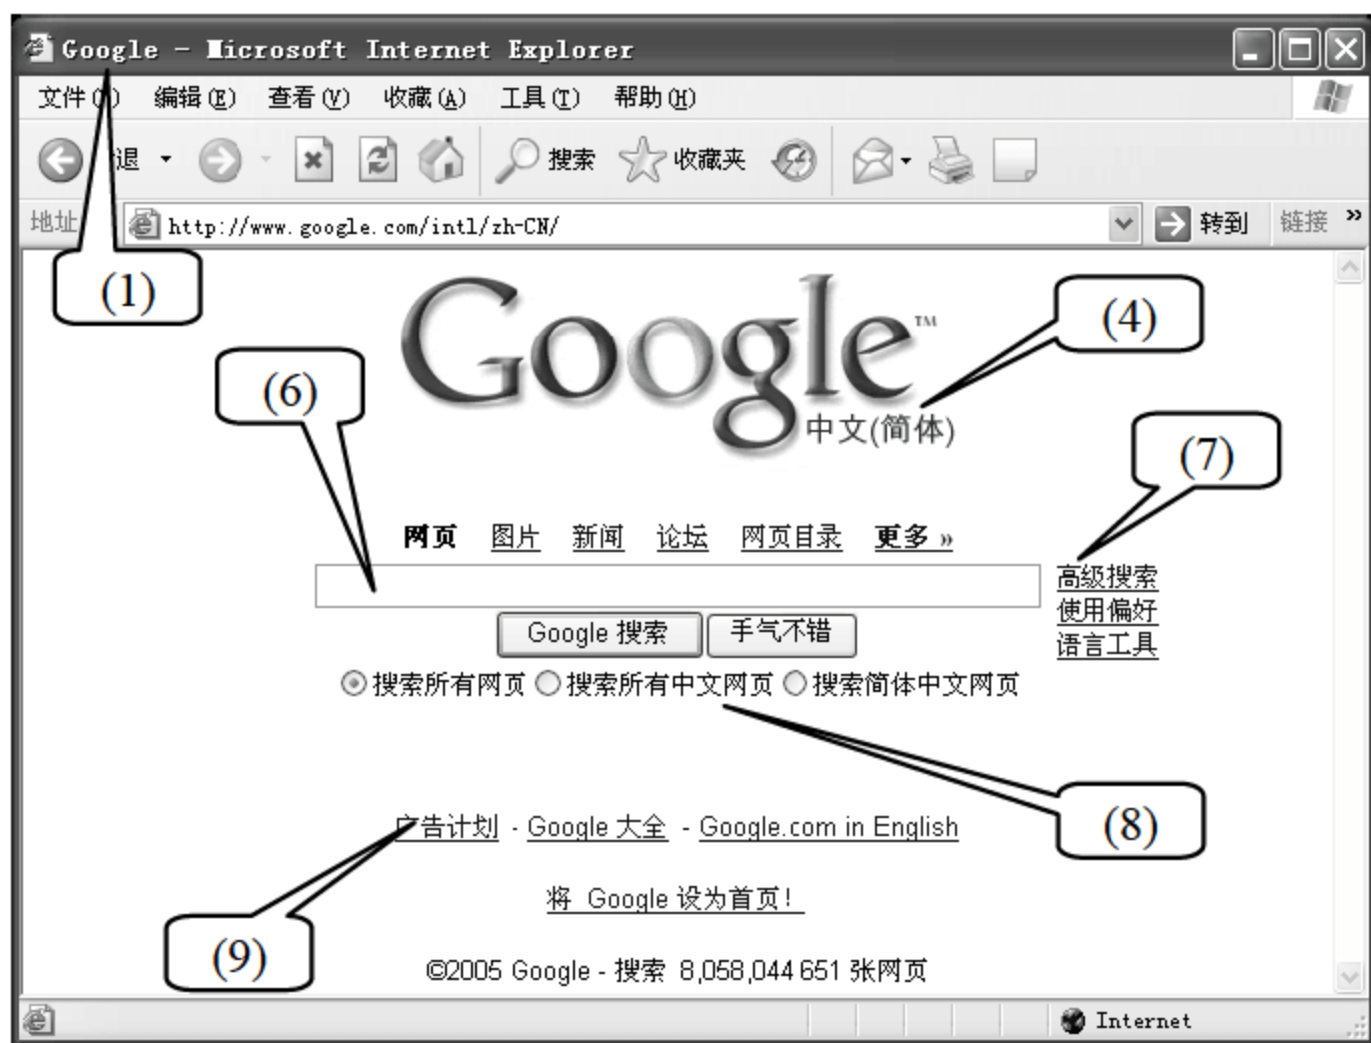 Google - Microsoft Internet Explorer
文件 编辑(E) 查看(V) 收藏(A) 工具(T) 帮助(H)
退 搜索 收藏夹
地址 http://www.google.com/intl/zh-CN/ 转到 链接 »
(1)
Google™
(4)
中文(简体)
(6)
(7)
网页 图片 新闻 论坛 网页目录 更多 »
高级搜索
使用偏好
语言工具
Google 搜索 手气不错
搜索所有网页 搜索所有中文网页 搜索简体中文网页
(8)
广告计划 - Google 大全 - Google.com in English
将 Google 设为首页!
(9)
©2005 Google - 搜索 8,058,044 651 张网页
Internet